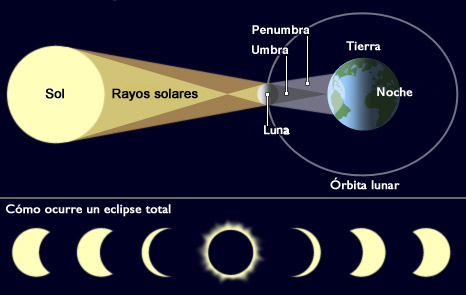 Penumbra
Umbra
Tierra
Sol
Rayos solares
Noche
Luna
Órbita lunar
Cómo ocurre un eclipse total